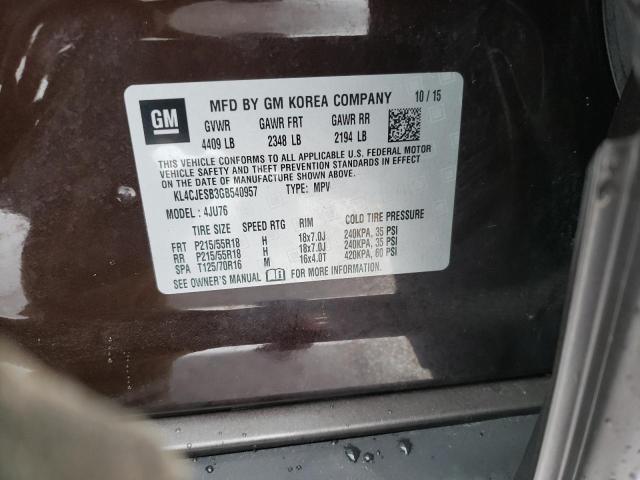 GM MFD BY GM KOREA COMPANY 10 / 15
GVWR GAWR FRT GAWR RR
4409 LB 2348 LB 2194 LB
THIS VEHICLE CONFORMS TO ALL APPLICABLE U.S. FEDERAL MOTOR
VEHICLE SAFETY AND THEFT PREVENTION STANDARDS IN EFFECT
ON THE DATE OF MANUFACTURE SHOWN ABOVE.
KL4CJESB3GB540957 TYPE: MPV
MODEL: 4JU76
TIRE SIZE SPEED RTG RIM COLD TIRE PRESSURE
FRT P215/55R18 H 18x7.0J 240KPA, 35 PSI
RR P215/55R18 H 18x7.0J 240KPA, 35 PSI
SPA T125/70R16 M 16x4.0T 420KPA, 60 PSI
SEE OWNER'S MANUAL FOR MORE INFORMATION.